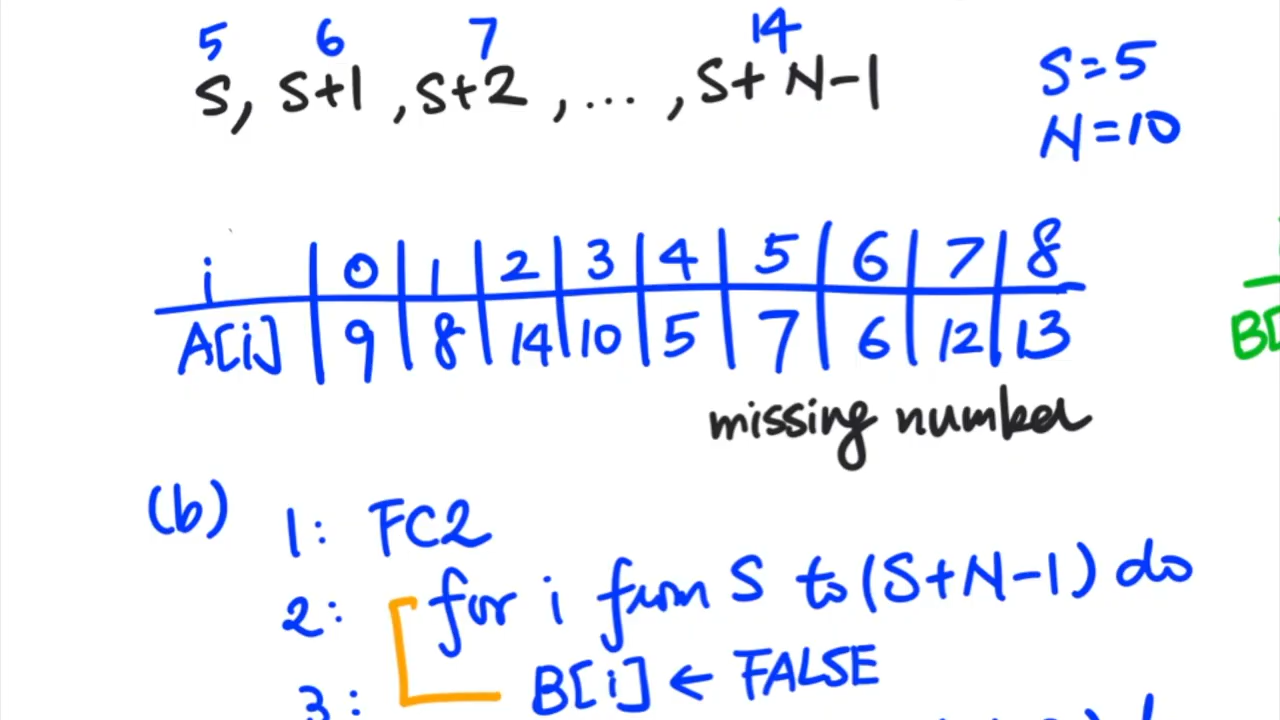 5 6 7 14
S, S+1, S+2, ..., S+N-1
S=5
N=10
i 0 1 2 3 4 5 6 7 8
A[i] 9 8 14 10 5 7 6 12 13
B[
missing number
(b) 1: FC2
2: for i from S to (S+N-1) do
3: B[i] ← FALSE